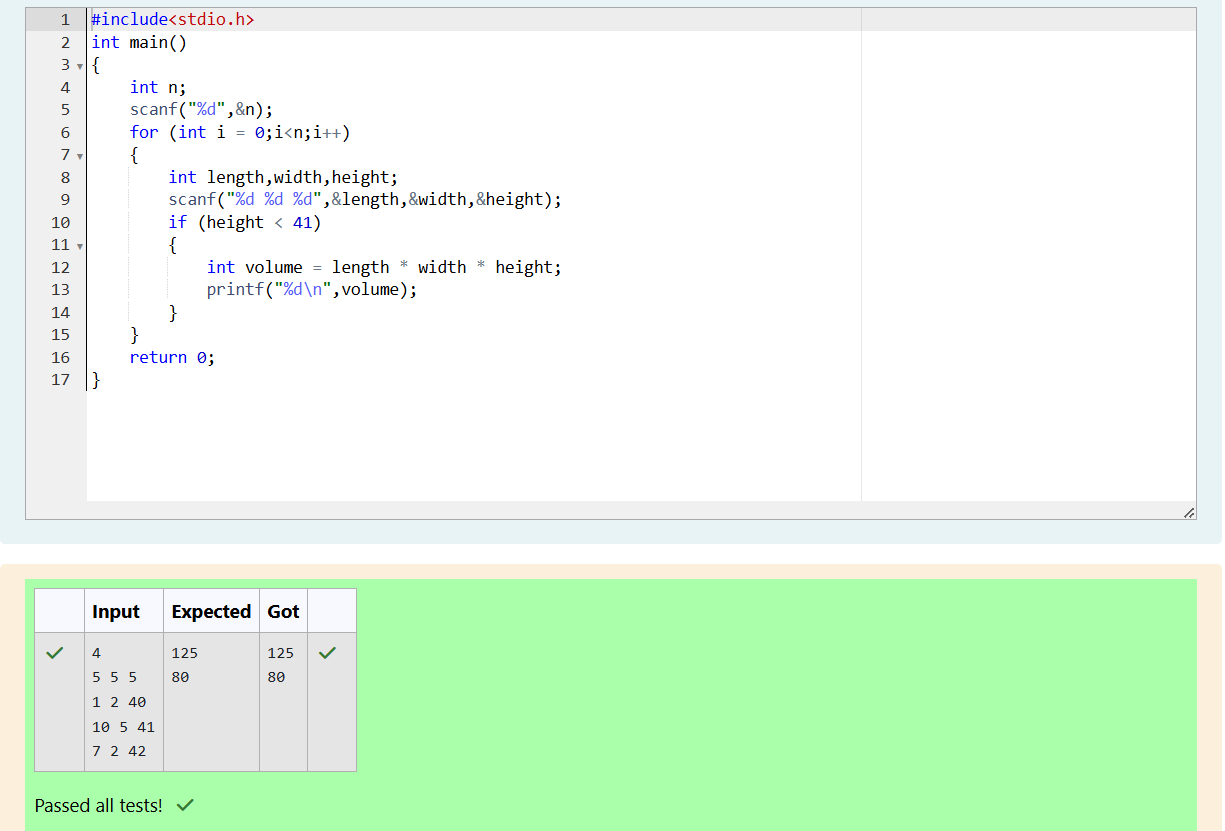 1 #include<stdio.h>
2 int main()
3 {
4     int n;
5     scanf("%d",&n);
6     for (int i = 0;i<n;i++)
7     {
8         int length,width,height;
9         scanf("%d %d %d",&length,&width,&height);
10         if (height < 41)
11         {
12             int volume = length * width * height;
13             printf("%d\n",volume);
14         }
15     }
16     return 0;
17 }
Input Expected Got
4 125 125
5 5 5 80 80
1 2 40
10 5 41
7 2 42
Passed all tests!